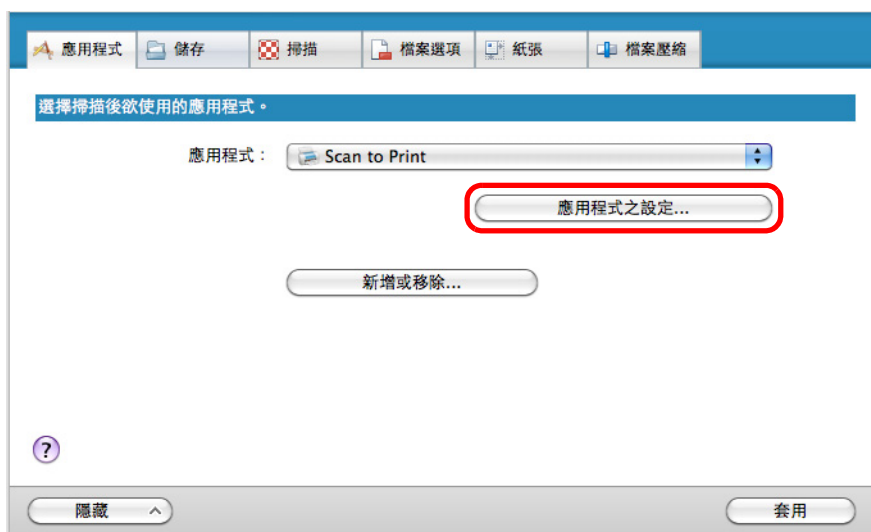 應用程式
儲存
掃描
檔案選項
紙張
檔案壓縮
選擇掃描後欲使用的應用程式。
應用程式：
Scan to Print
應用程式之設定...
新增或移除...
?
隱藏
套用